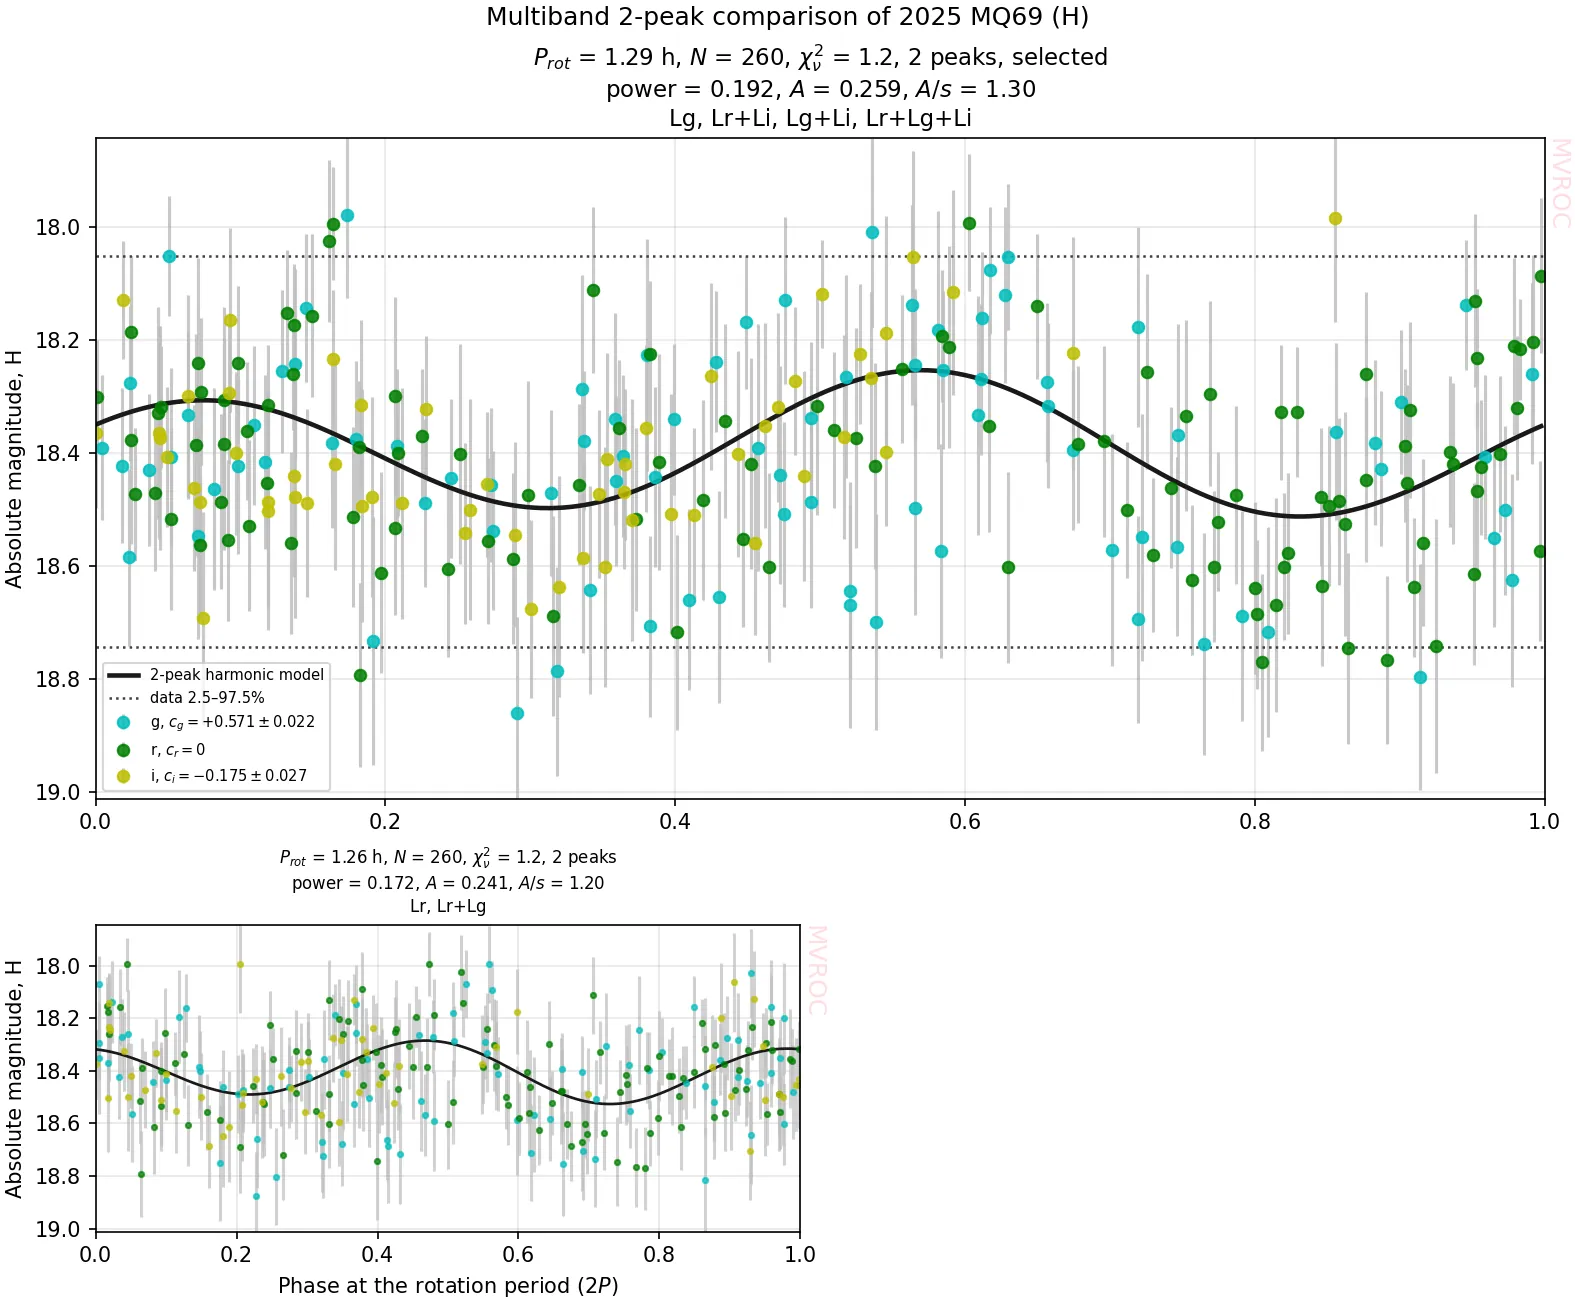 Multiband 2-peak comparison of 2025 MQ69 (H)
P_rot = 1.29 h, N = 260, χ²_ν = 1.2, 2 peaks, selected
power = 0.192, A = 0.259, A/s = 1.30
Lg, Lr+Li, Lg+Li, Lr+Lg+Li
MVROC
Absolute magnitude, H
18.0
18.2
18.4
18.6
18.8
19.0
2-peak harmonic model
data 2.5–97.5%
g, c_g = +0.571 ± 0.022
r, c_r = 0
i, c_i = −0.175 ± 0.027
0.0 0.2 0.4 0.6 0.8 1.0
P_rot = 1.26 h, N = 260, χ²_ν = 1.2, 2 peaks
power = 0.172, A = 0.241, A/s = 1.20
Lr, Lr+Lg
MVROC
Absolute magnitude, H
18.0
18.2
18.4
18.6
18.8
19.0
0.0 0.2 0.4 0.6 0.8 1.0
Phase at the rotation period (2P)